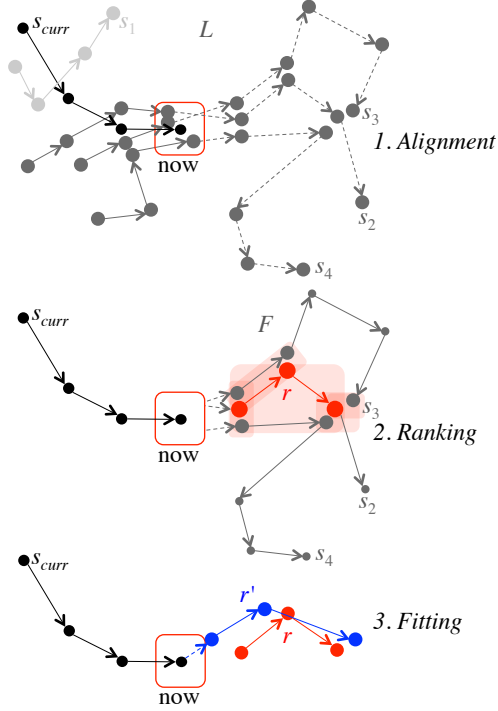 s_curr
s_1
L
s_3
1. Alignment
now
s_2
s_4
F
s_curr
r
s_3
2. Ranking
now
s_2
s_4
s_curr
r'
3. Fitting
r
now